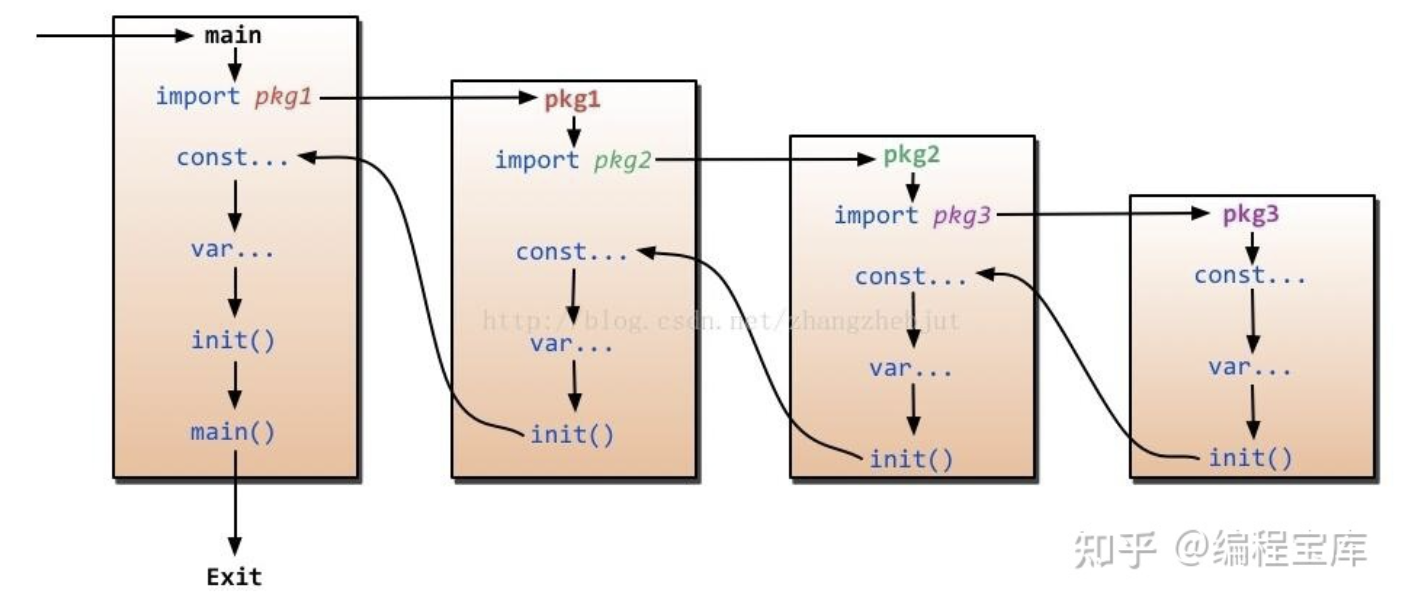 main
import pkg1
const...
var...
init()
main()
Exit
pkg1
import pkg2
const...
var...
init()
pkg2
import pkg3
const...
var...
init()
pkg3
const...
var...
init()
http://blog.csdn.net/zhangzhebjut
知乎 @编程宝库